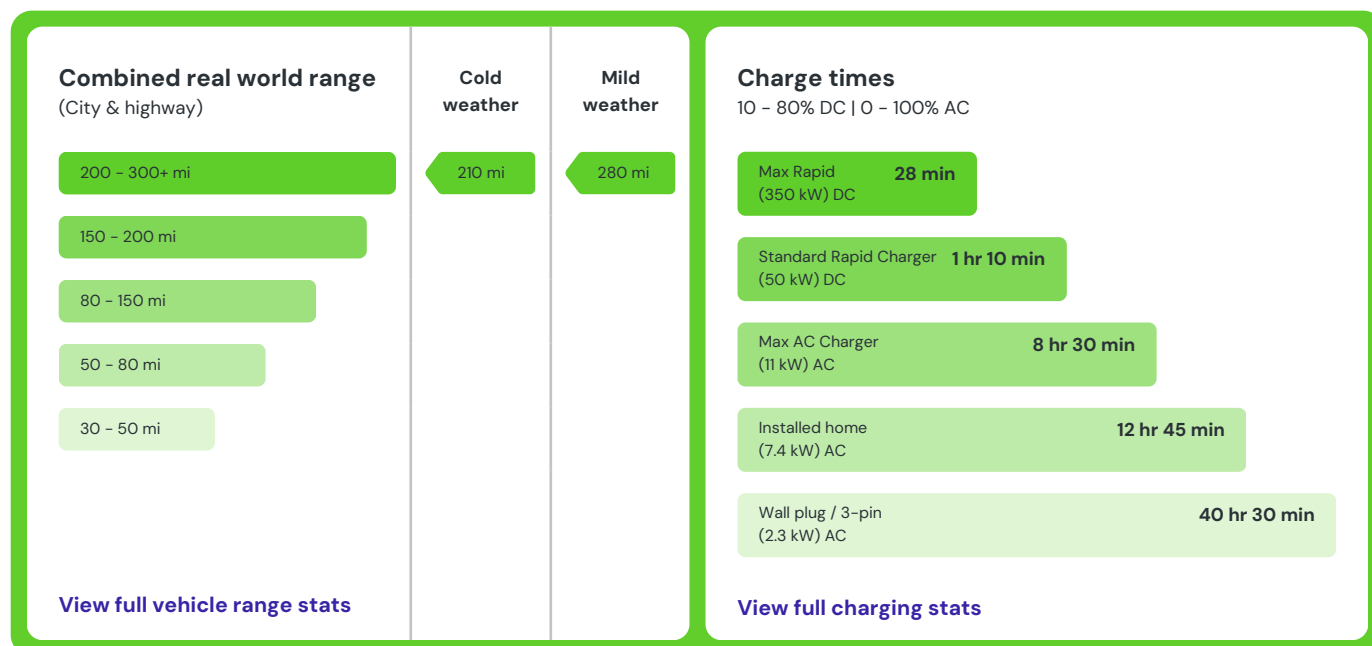 Combined real world range
(City & highway)
Cold
weather
Mild
weather
200 - 300+ mi
210 mi
280 mi
150 - 200 mi
80 - 150 mi
50 - 80 mi
30 - 50 mi
View full vehicle range stats
Charge times
10 - 80% DC | 0 - 100% AC
Max Rapid
(350 kW) DC
28 min
Standard Rapid Charger
(50 kW) DC
1 hr 10 min
Max AC Charger
(11 kW) AC
8 hr 30 min
Installed home
(7.4 kW) AC
12 hr 45 min
Wall plug / 3-pin
(2.3 kW) AC
40 hr 30 min
View full charging stats